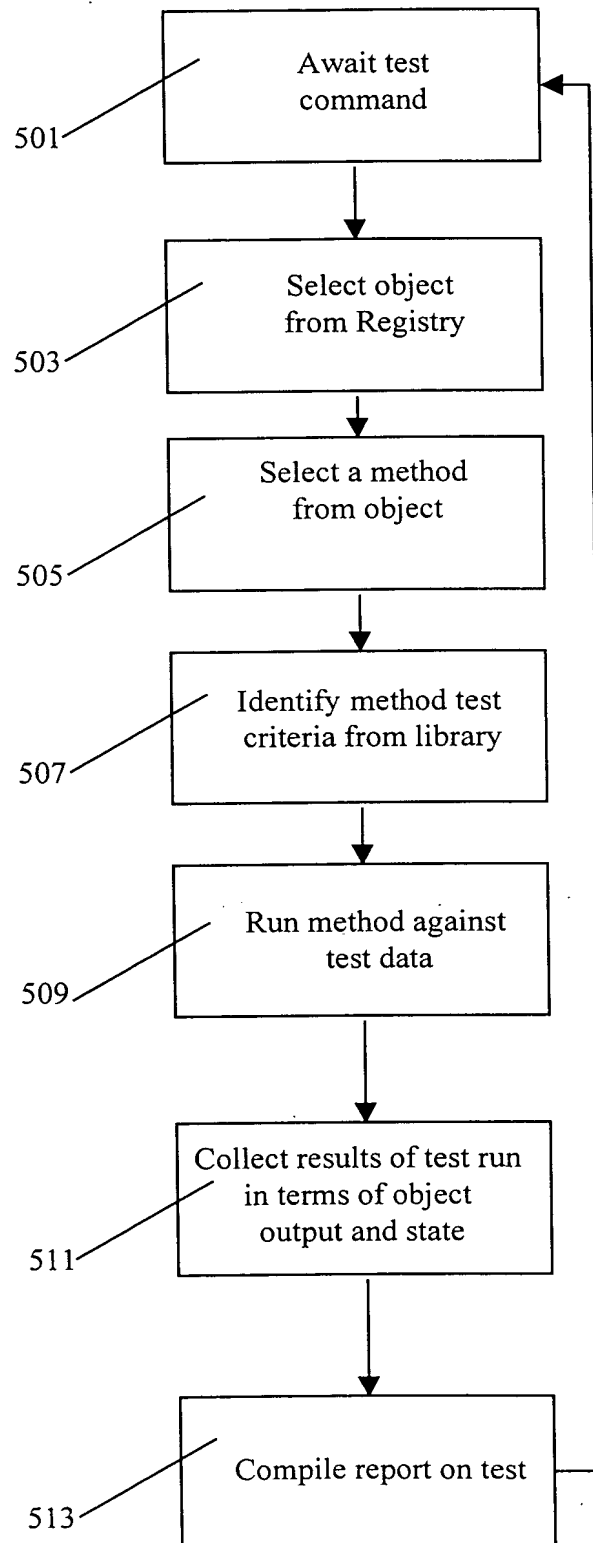 Await test
command
501
Select object
from Registry
503
Select a method
from object
505
Identify method test
criteria from library
507
Run method against
test data
509
Collect results of test run
in terms of object
output and state
511
Compile report on test
513